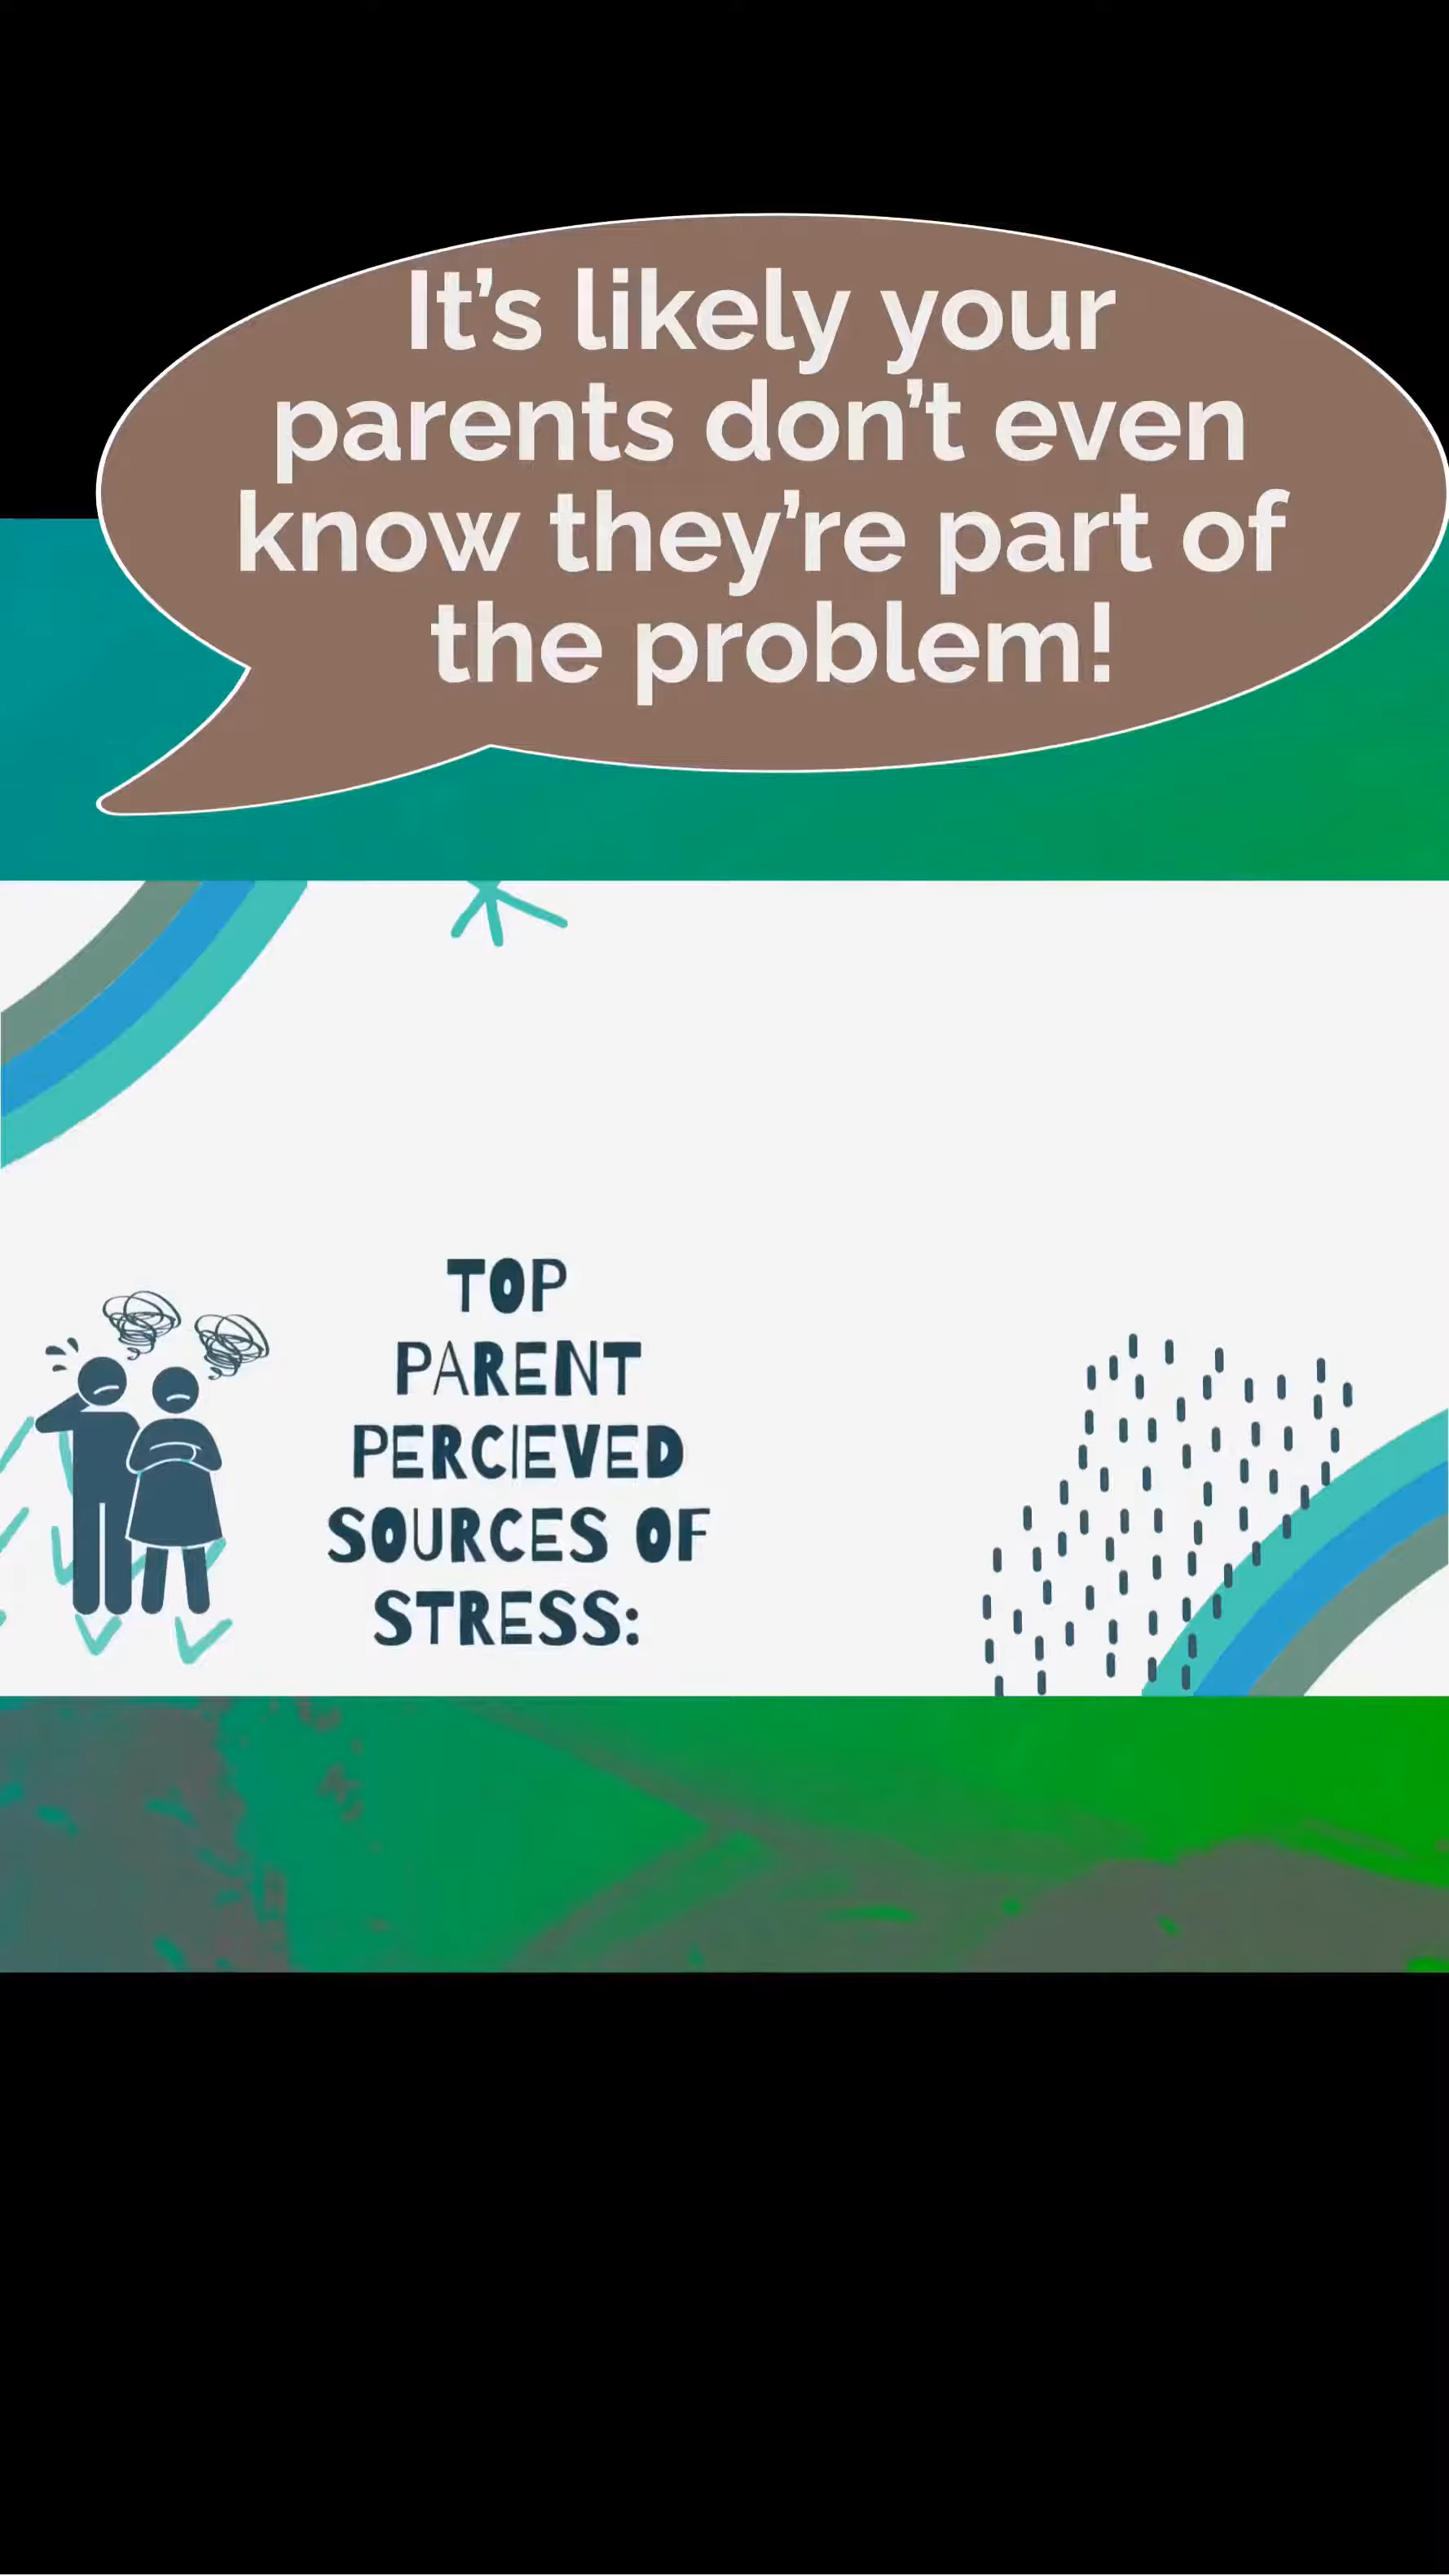 It’s likely your
parents don’t even
know they’re part of
the problem!
TOP
PARENT
PERCIEVED
SOURCES OF
STRESS: